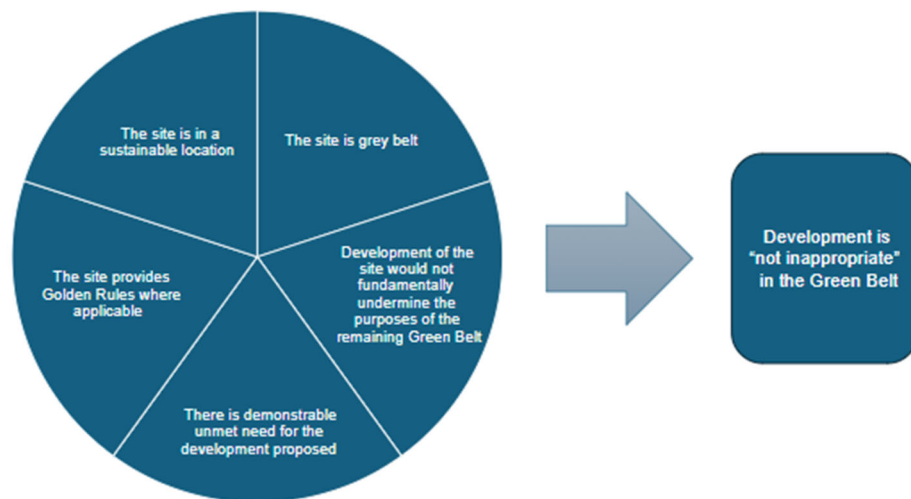 The site is in a
sustainable location
The site is grey belt
Development of the
site would not
fundamentally
undermine the
purposes of the
remaining Green Belt
There is demonstrable
unmet need for the
development proposed
The site provides
Golden Rules where
applicable
Development is
"not inappropriate"
in the Green Belt